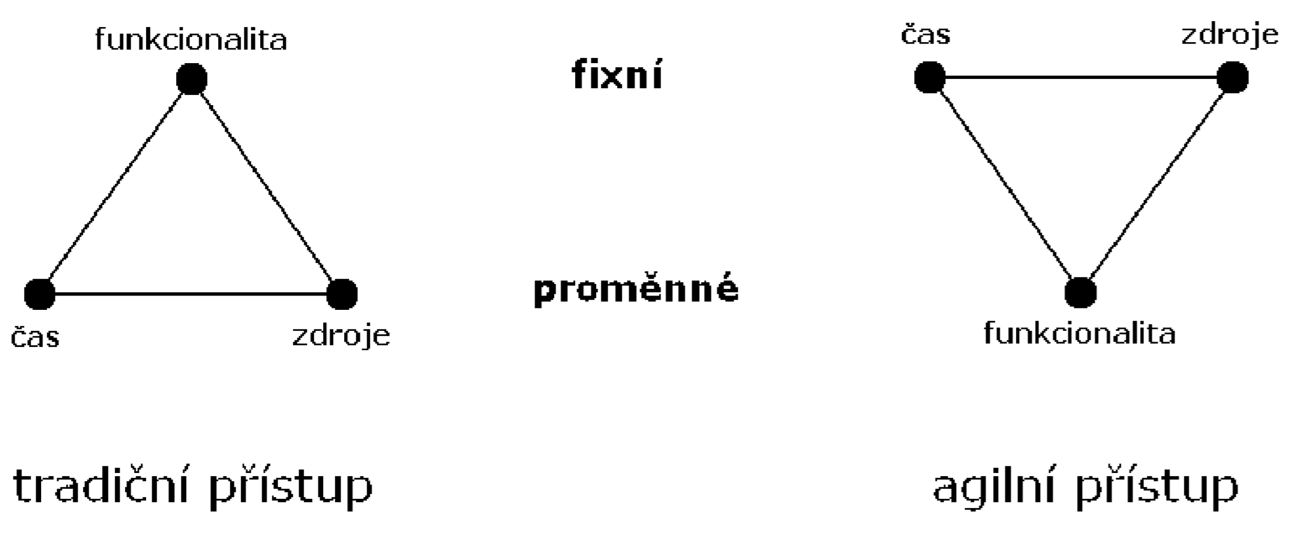 funkcionalita
čas
zdroje
tradiční přístup
fixní
proměnné
čas
zdroje
funkcionalita
agilní přístup